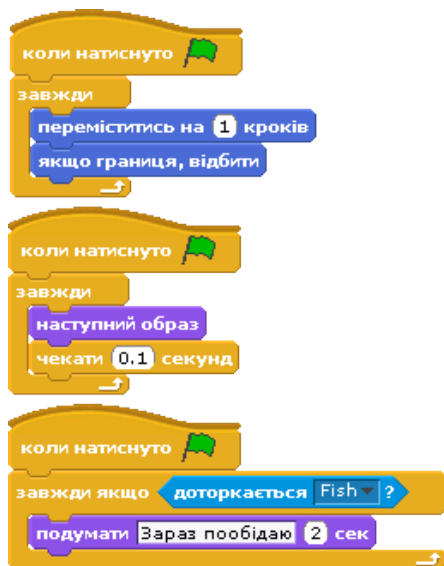 коли натиснуто
завжди
переміститись на 1 кроків
якщо границя, відбити
коли натиснуто
завжди
наступний образ
чекати 0.1 секунд
коли натиснуто
завжди якщо доторкається Fish ?
подумати Зараз пообідаю 2 сек